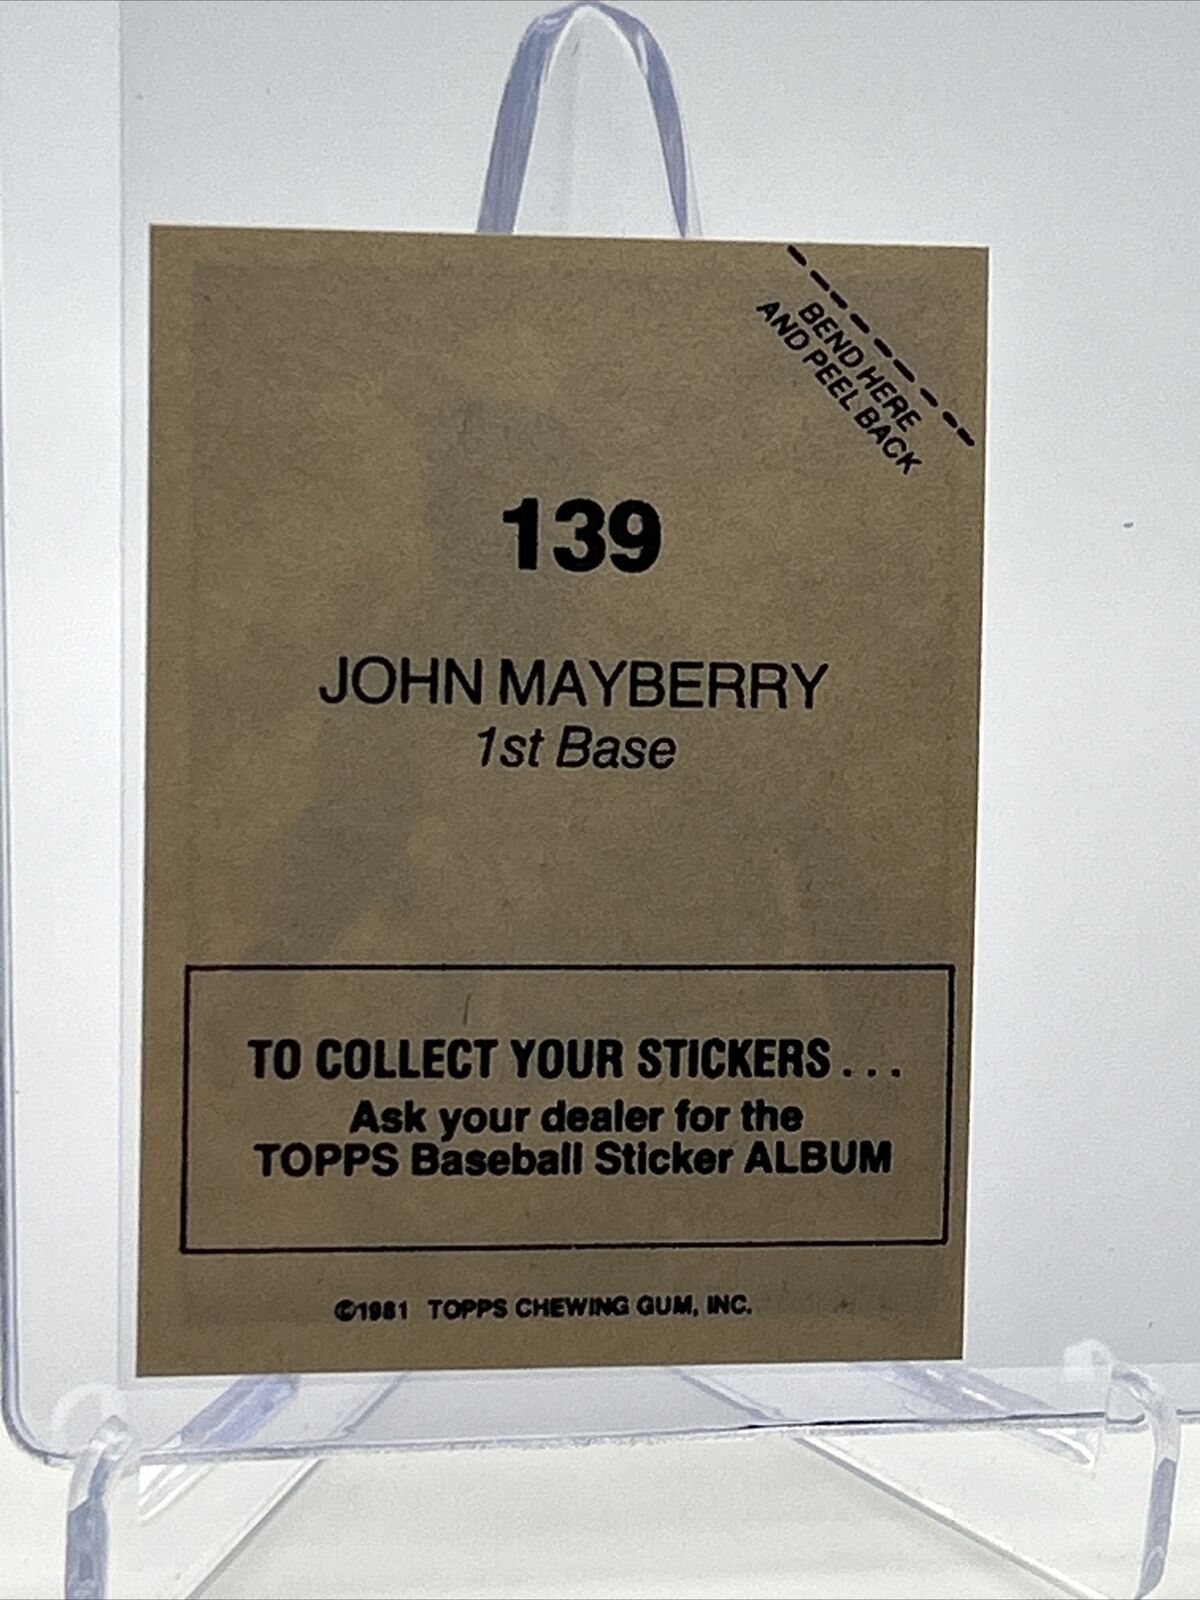 BEND HERE
AND PEEL BACK
139
JOHN MAYBERRY
1st Base
TO COLLECT YOUR STICKERS . . .
Ask your dealer for the
TOPPS Baseball Sticker ALBUM
©1981 TOPPS CHEWING GUM, INC.